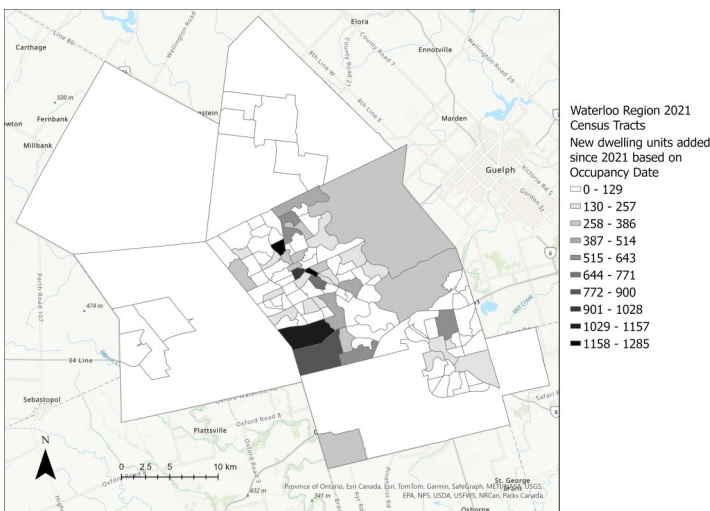 Elora
Carthage
Line 86
Wellington Road
8th Line W
County Road 21
County Road 7
Ennotville
Wellington Road 29
500 m
Fernbank
Millbank
8th Line E
Marden
Guelph
Victoria Rd S
Gordon St
6
Perth Road 107
474 m
Mill Creek
34 Line
Sebastopol
Oxford Road 8
Plattsville
Oxford Road 3
432 m
341 m
8
N
0 2.5 5 10 km
St. George
Osborne
Province of Ontario, Esri Canada, Esri, TomTom, Garmin, SafeGraph, METI/NASA, USGS,
EPA, NPS, USDA, USFWS, NRCan, Parks Canada
Waterloo Region 2021
Census Tracts
New dwelling units added
since 2021 based on
Occupancy Date
0 - 129
130 - 257
258 - 386
387 - 514
515 - 643
644 - 771
772 - 900
901 - 1028
1029 - 1157
1158 - 1285